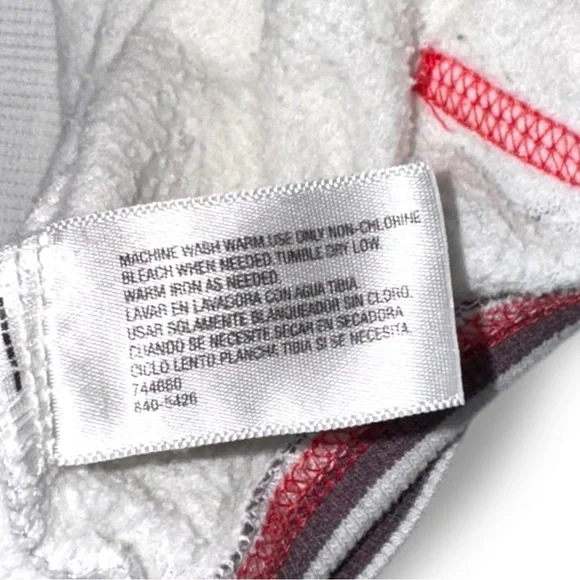 MACHINE WASH WARM.USE ONLY NON-CHLORINE
BLEACH WHEN NEEDED.TUMBLE DRY LOW.
WARM IRON AS NEEDED.
LAVAR EN LAVADORA CON AGUA TIBIA.
USAR SOLAMENTE BLANQUEADOR SIN CLORO.
CUANDO SE NECESITE SECAR EN SECADORA
CICLO LENTO.PLANCHA TIBIA SI SE NECESITA.
744660
840-5426